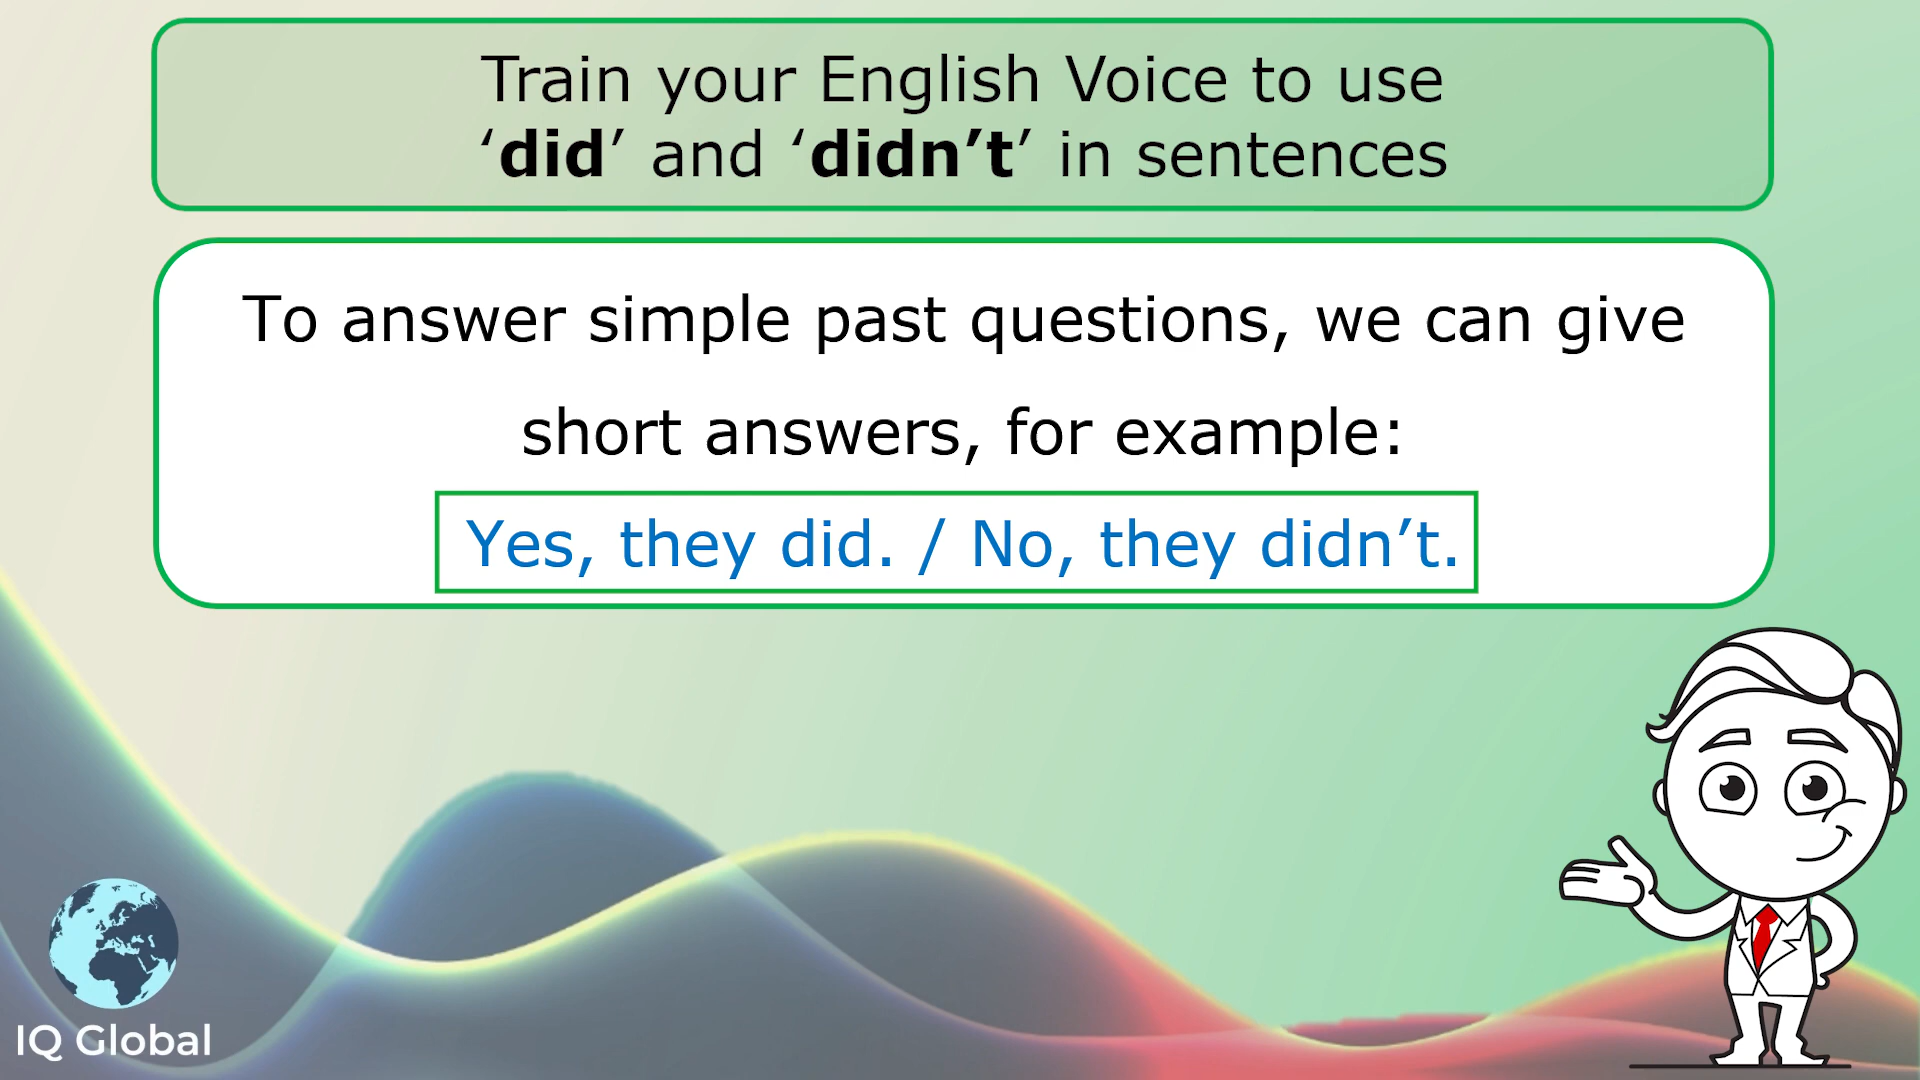 Train your English Voice to use
‘did’ and ‘didn’t’ in sentences
To answer simple past questions, we can give
short answers, for example:
Yes, they did. / No, they didn’t.
IQ Global